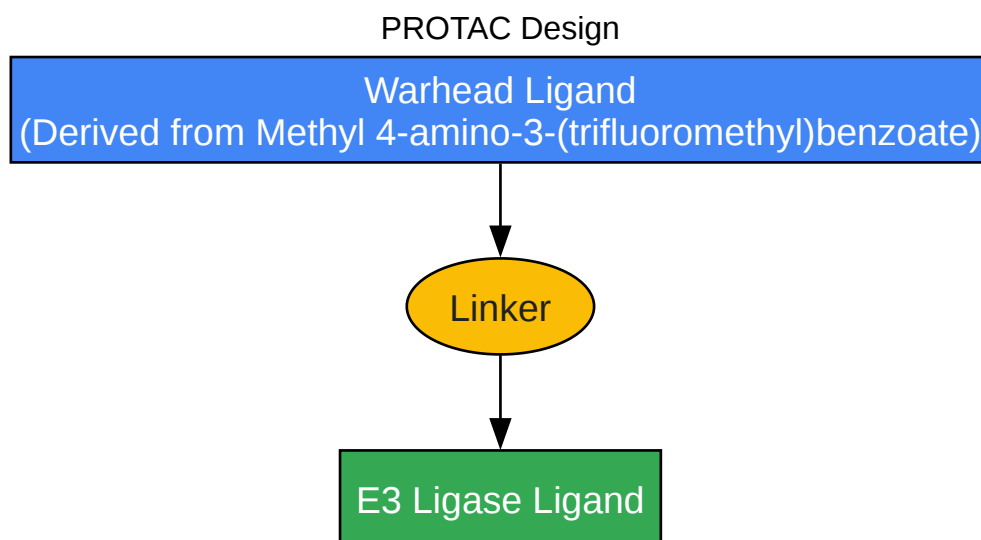 PROTAC Design
Warhead Ligand
(Derived from Methyl 4-amino-3-(trifluoromethyl)benzoate)
Linker
E3 Ligase Ligand